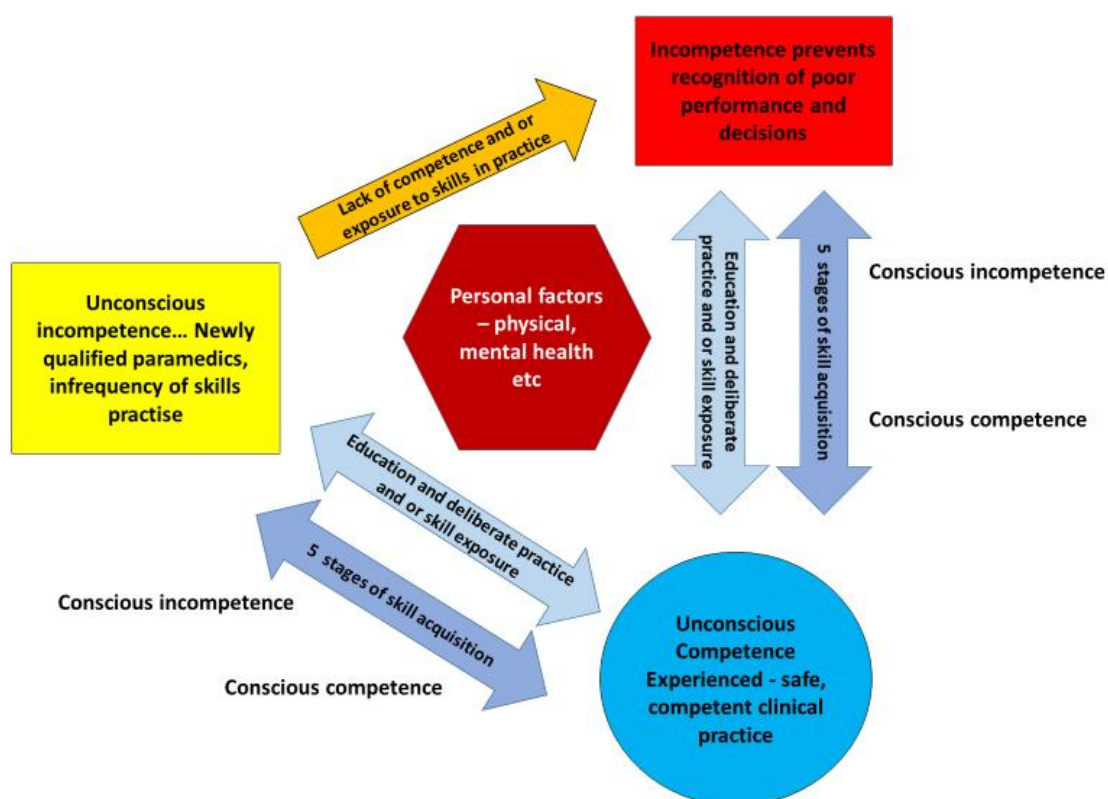 Incompetence prevents
recognition of poor
performance and
decisions
Lack of competence and or
exposure to skills in practice
Unconscious
incompetence... Newly
qualified paramedics,
infrequency of skills
practise
Personal factors
– physical,
mental health
etc
Education and deliberate
practice and or skill exposure
5 stages of skill acquisition
Conscious incompetence
Conscious competence
Education and deliberate practice
and or skill exposure
5 stages of skill acquisition
Conscious incompetence
Conscious competence
Unconscious
Competence
Experienced - safe,
competent clinical
practice